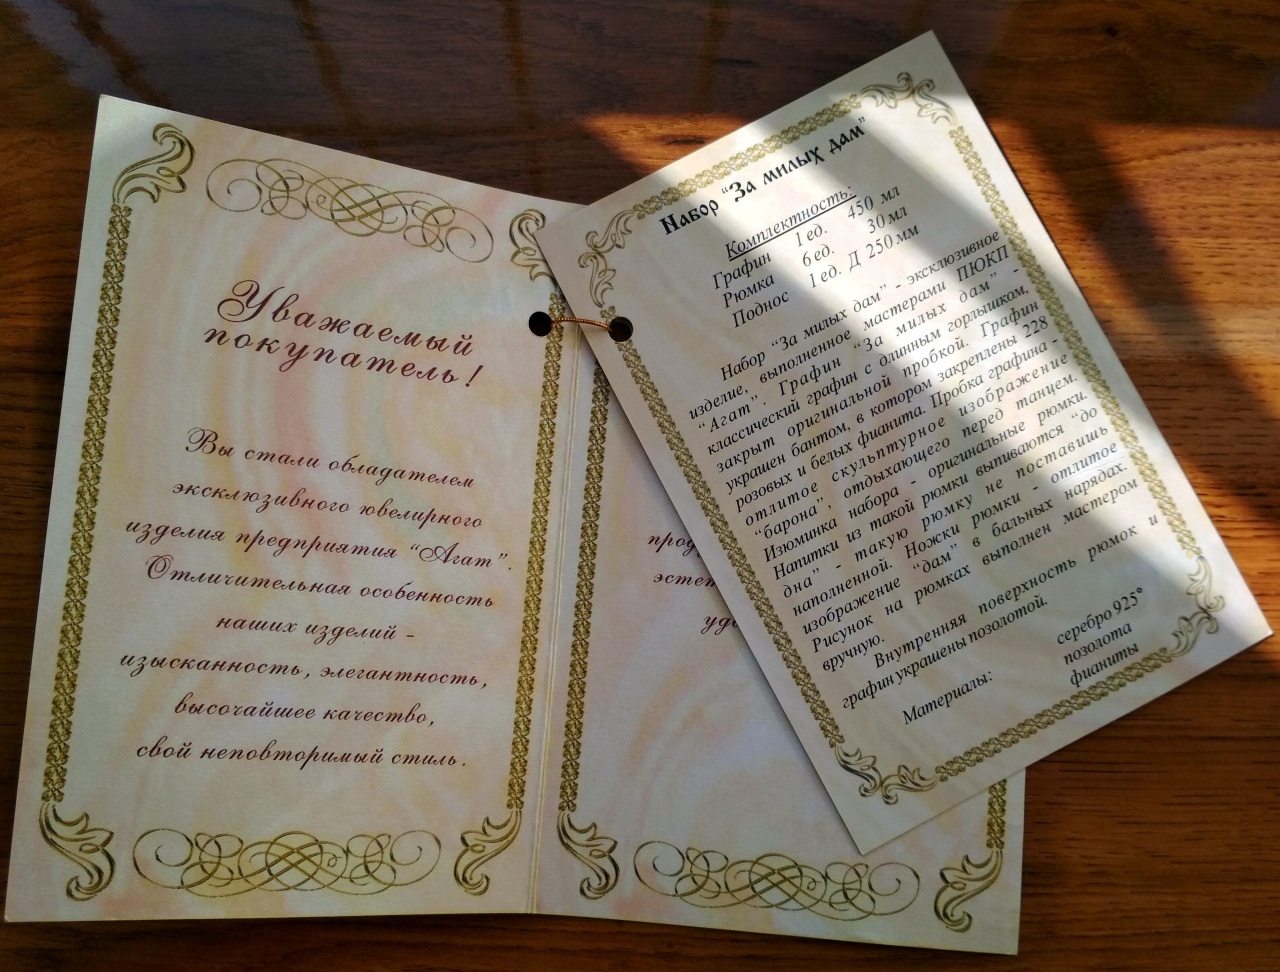 Уважаемый
покупатель!
Вы стали обладателем
эксклюзивного ювелирного
изделия предприятия “Агат”.
Отличительная особенность
наших изделий -
изысканность, элегантность,
высочайшее качество,
свой неповторимый стиль.
Набор “За милых дам”
Комплектность:
Графин 1 ед. 450 мл
Рюмка 6 ед. 30 мл
Поднос 1 ед. Д 250 мм
Набор “За милых дам” - эксклюзивное
изделие, выполненное мастерами ПЮКП
“Агат”. Графин “За милых дам” -
классический графин с длинным горлышком,
закрыт оригинальной пробкой. Графин
украшен бантом, в котором закреплены 228
розовых и белых фианита. Пробка графина -
отлитое скульптурное изображение
“барона”, отдыхающего перед танцем.
Изюминка набора - оригинальные рюмки.
Напитки из такой рюмки выпиваются “до
дна” - такую рюмку не поставишь
наполненной. Ножки рюмки - отлитое
изображение “дам” в бальных нарядах.
Рисунок на рюмках выполнен мастером
вручную.
Внутренняя поверхность рюмок и
графин украшены позолотой.
Материалы: серебро 925°
позолота
фианиты